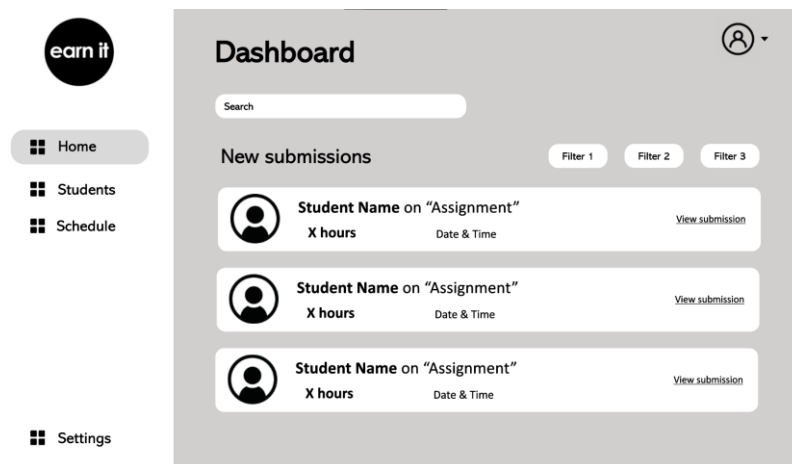 earn it
Dashboard
Search
Home
New submissions
Filter 1
Filter 2
Filter 3
Students
Schedule
Student Name on “Assignment”
X hours
Date & Time
View submission
Student Name on “Assignment”
X hours
Date & Time
View submission
Student Name on “Assignment”
X hours
Date & Time
View submission
Settings